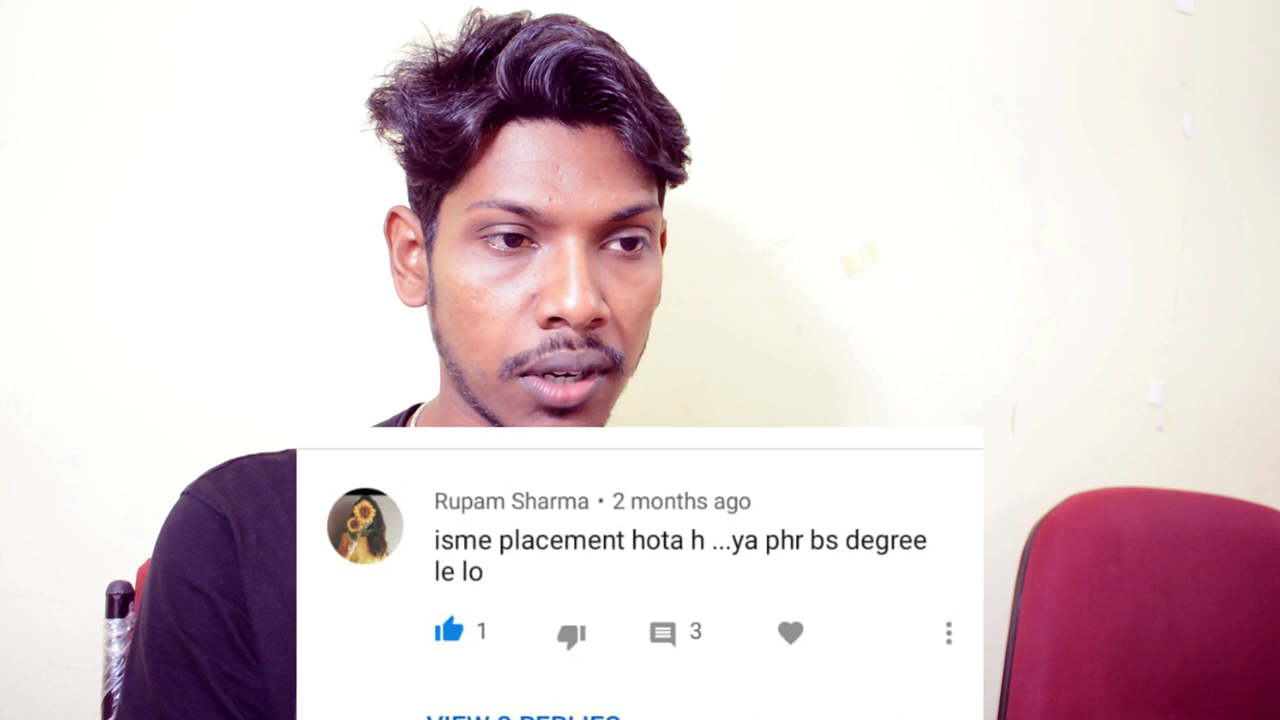 Rupam Sharma • 2 months ago
isme placement hota h ...ya phr bs degree
le lo
1
3